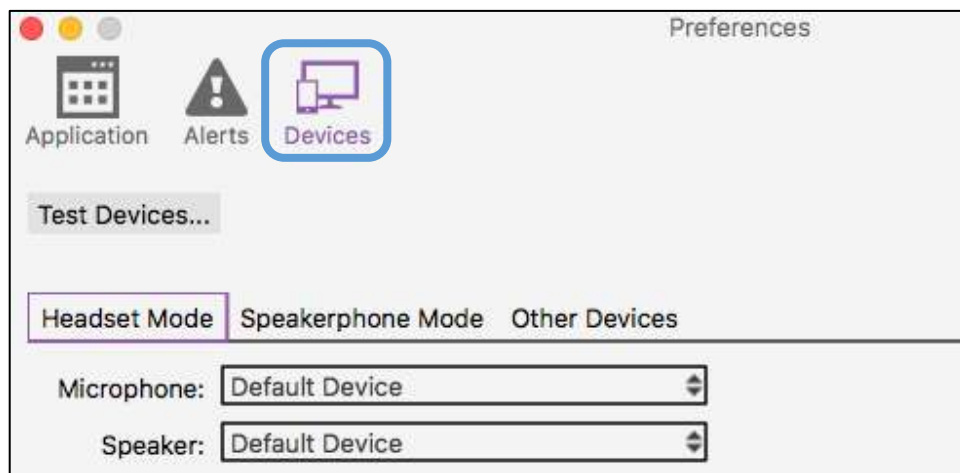 Preferences
Application Alerts Devices
Test Devices...
Headset Mode Speakerphone Mode Other Devices
Microphone: Default Device
Speaker: Default Device